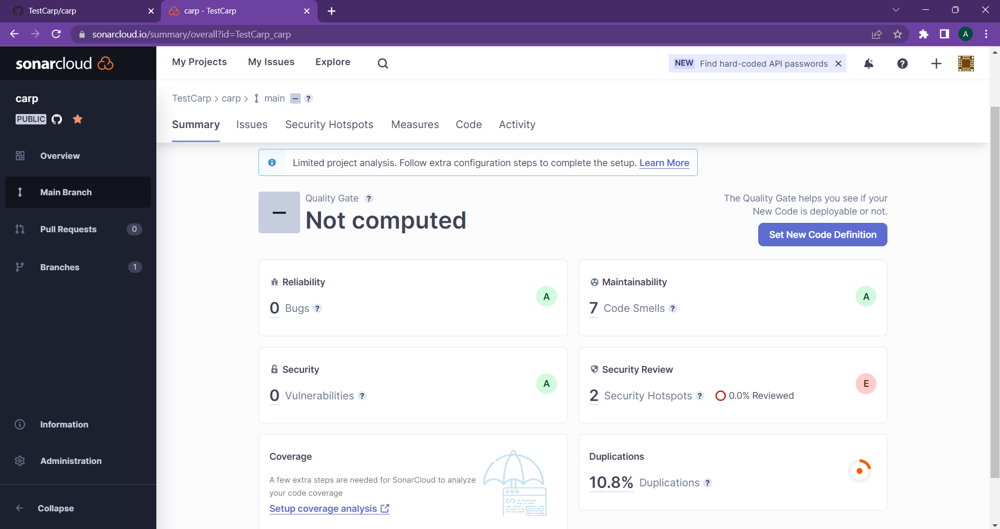 TestCarp/carp
carp - TestCarp
sonarcloud.io/summary/overall?id=TestCarp_carp
A
sonarcloud
My Projects
My Issues
Explore
NEW Find hard-coded API passwords
carp
PUBLIC
Overview
Main Branch
Pull Requests 0
Branches 1
Information
Administration
Collapse
TestCarp > carp > main – ?
Summary
Issues
Security Hotspots
Measures
Code
Activity
Limited project analysis. Follow extra configuration steps to complete the setup. Learn More
Quality Gate ?
Not computed
The Quality Gate helps you see if your
New Code is deployable or not.
Set New Code Definition
Reliability
0 Bugs ?
A
Maintainability
7 Code Smells ?
A
Security
0 Vulnerabilities ?
A
Security Review
2 Security Hotspots ? 0.0% Reviewed
E
Coverage
A few extra steps are needed for SonarCloud to analyze
your code coverage
Setup coverage analysis
Duplications
10.8% Duplications ?